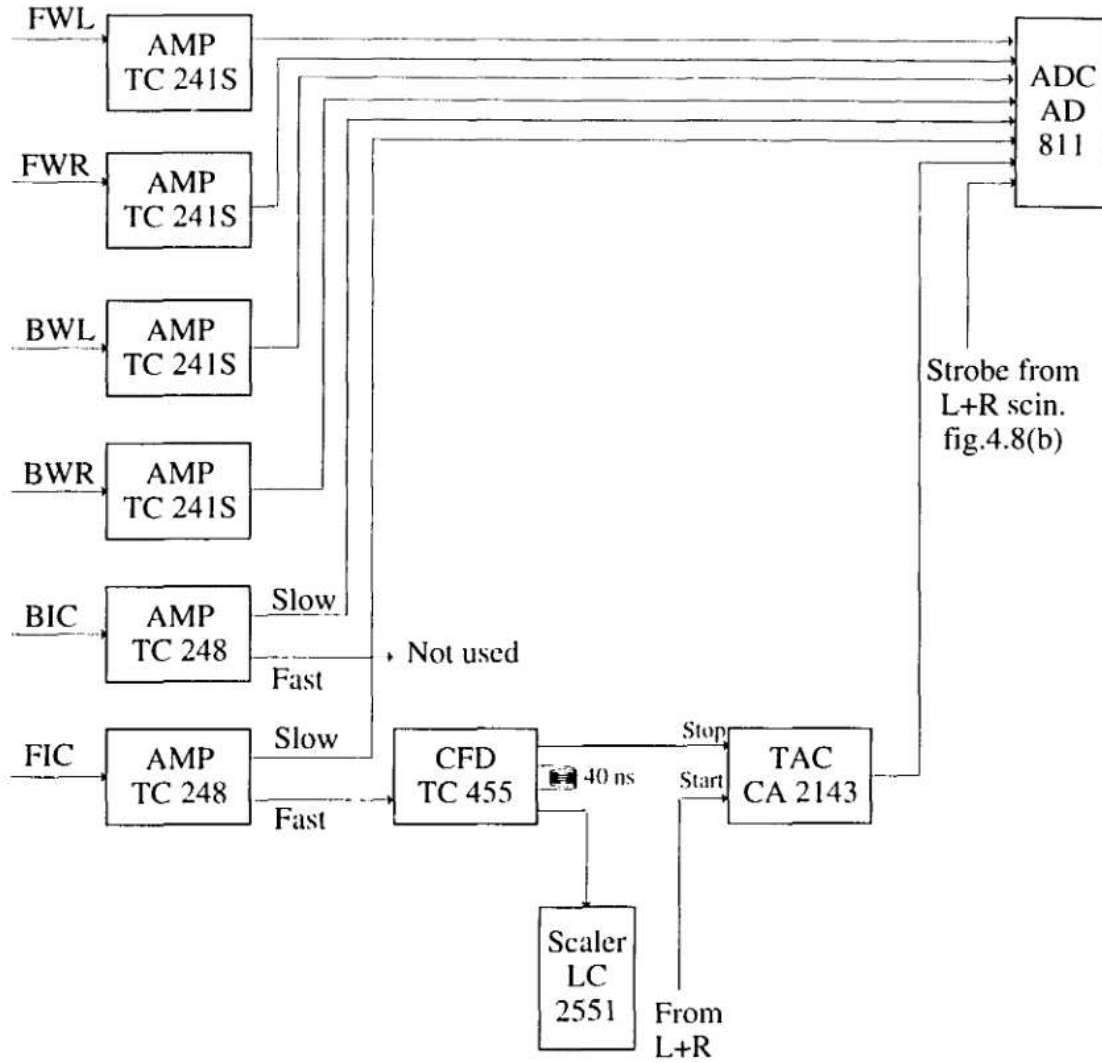 FWL
AMP
TC 241S
ADC
AD
811
FWR
AMP
TC 241S
BWL
AMP
TC 241S
Strobe from
L+R scin.
fig.4.8(b)
BWR
AMP
TC 241S
BIC
AMP
TC 248
Slow
Fast
Not used
FIC
AMP
TC 248
Slow
Fast
CFD
TC 455
40 ns
Stop
Start
TAC
CA 2143
Scaler
LC
2551
From
L+R